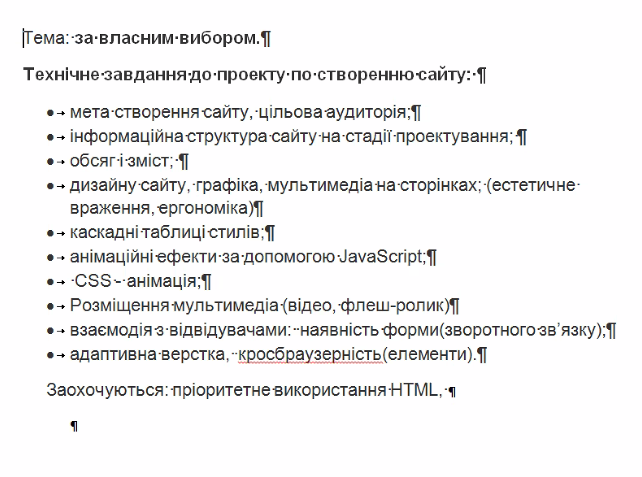 Тема: за власним вибором.¶
Технічне завдання до проекту по створенню сайту: ¶
• → мета створення сайту, цільова аудиторія;¶
• → інформаційна структура сайту на стадії проектування; ¶
• → обсяг і зміст; ¶
• → дизайну сайту, графіка, мультимедіа на сторінках; (естетичне
враження, ергономіка)¶
• → каскадні таблиці стилів;¶
• → анімаційні ефекти за допомогою JavaScript;¶
• → CSS - анімація;¶
• → Розміщення мультимедіа (відео, флеш-ролик)¶
• → взаємодія з відвідувачами: наявність форми(зворотного зв'язку);¶
• → адаптивна верстка, кросбраузерність(елементи).¶
Заохочуються: пріоритетне використання HTML, ¶
¶